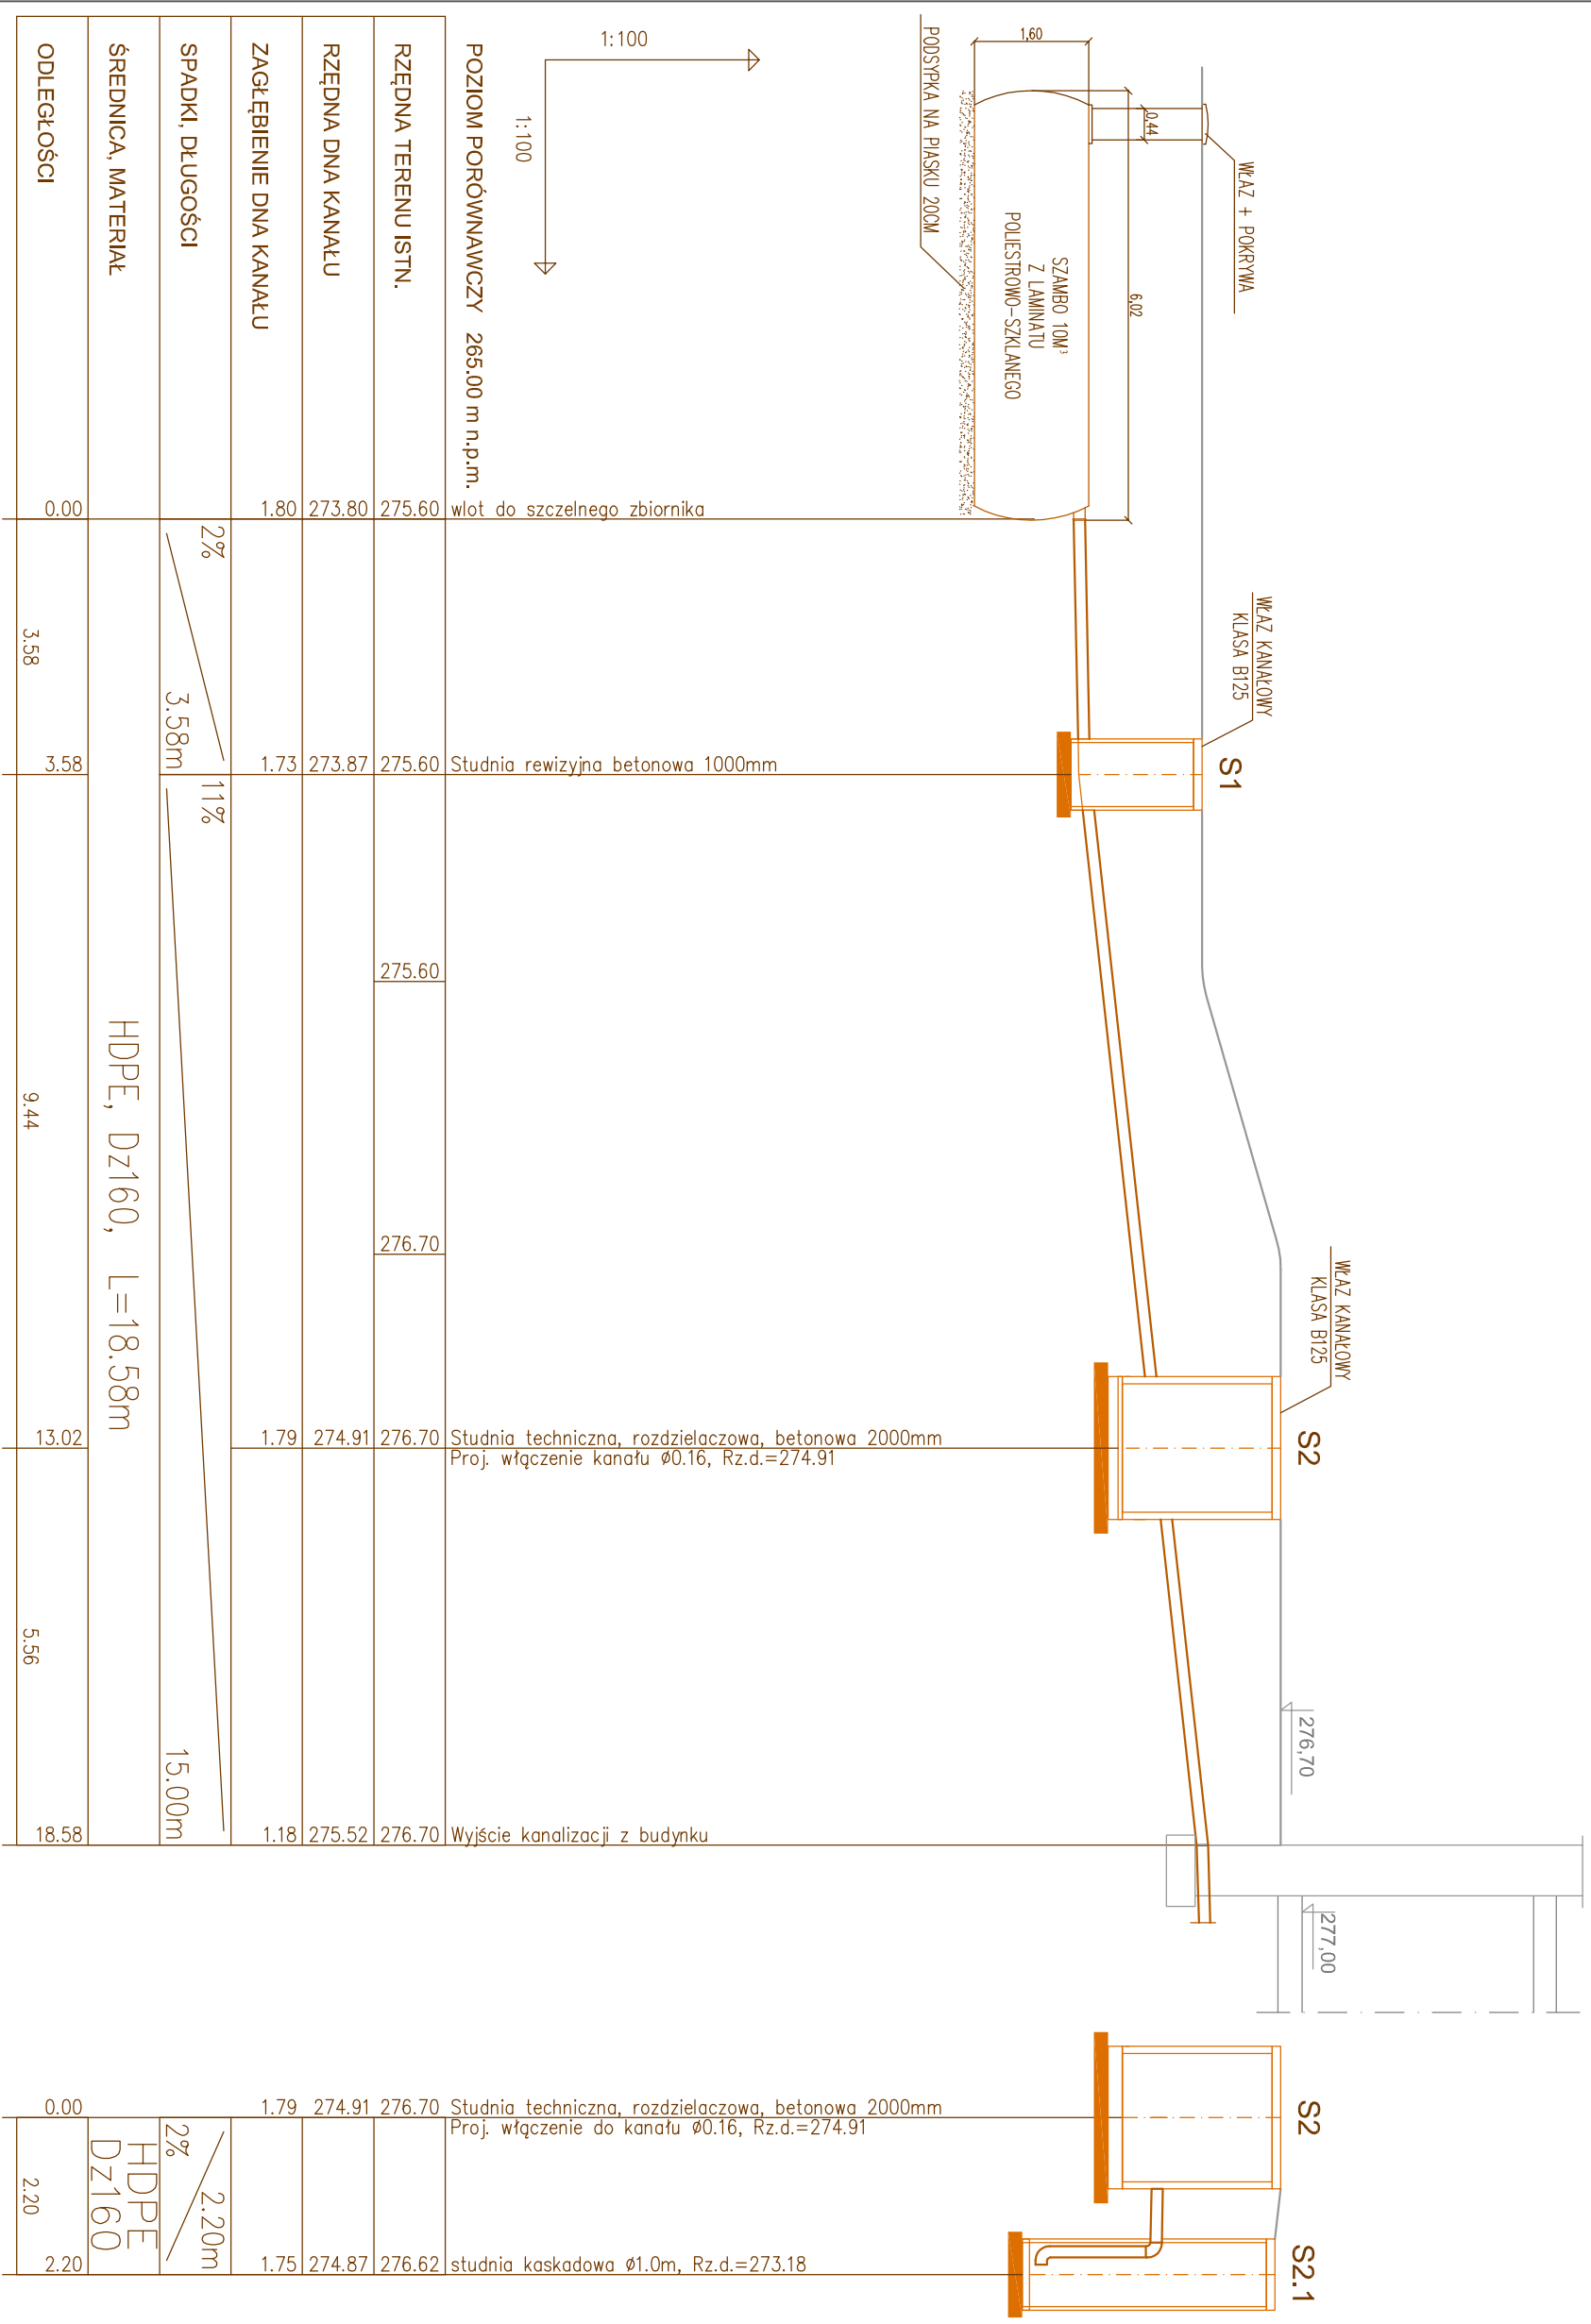 WŁAZ + POKRYWA
1,60
0,44
6,02
SZAMBO 10M³
Z LAMINATU
POLIESTROWO-SZKLANEGO
PODSYPKA NA PIASKU 20CM
WŁAZ KANAŁOWY
KLASA B125
S1
WŁAZ KANAŁOWY
KLASA B125
S2
276,70
277,00
S2
S2.1
1:100
1:100
POZIOM PORÓWNAWCZY 265.00 m n.p.m.
wlot do szczelnego zbiornika
Studnia rewizyjna betonowa 1000mm
Studnia techniczna, rozdzielaczowa, betonowa 2000mm
Proj. włączenie kanału ø0.16, Rz.d.=274.91
Wyjście kanalizacji z budynku
Studnia techniczna, rozdzielaczowa, betonowa 2000mm
Proj. włączenie do kanału ø0.16, Rz.d.=274.91
studnia kaskadowa ø1.0m, Rz.d.=273.18
RZĘDNA TERENU ISTN.
275.60 275.60 275.60 276.70 276.70 276.70 276.70 276.62
RZĘDNA DNA KANAŁU
273.80 273.87 274.91 275.52 274.91 274.87
ZAGŁĘBIENIE DNA KANAŁU
1.80 1.73 1.79 1.18 1.79 1.75
SPADKI, DŁUGOŚCI
2% 3.58m 11% 15.00m 2% 2.20m
ŚREDNICA, MATERIAŁ
HDPE, Dz160, L=18.58m
HDPE
Dz160
ODLEGŁOŚCI
0.00 3.58 13.02 18.58 0.00 2.20
3.58 9.44 5.56 2.20